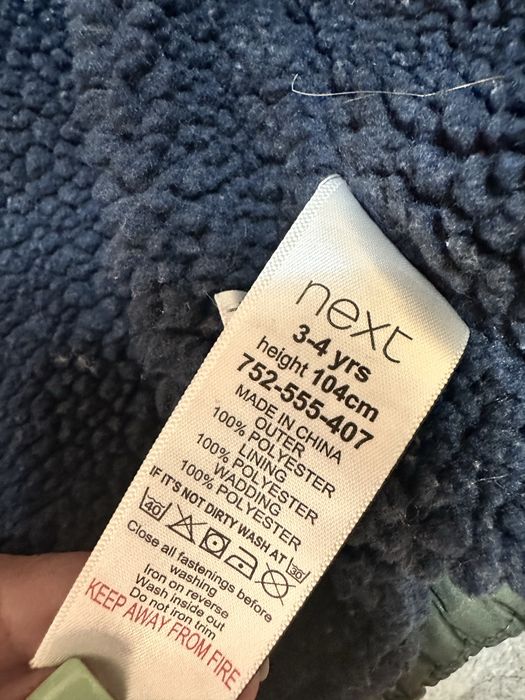 next
3-4 yrs
height 104cm
752-555-407
MADE IN CHINA
OUTER
100% POLYESTER
LINING
100% POLYESTER
WADDING
100% POLYESTER
IF IT'S NOT DIRTY WASH AT 30
40
Close all fastenings before
washing
Iron on reverse
Wash inside out
Do not iron trim
KEEP AWAY FROM FIRE